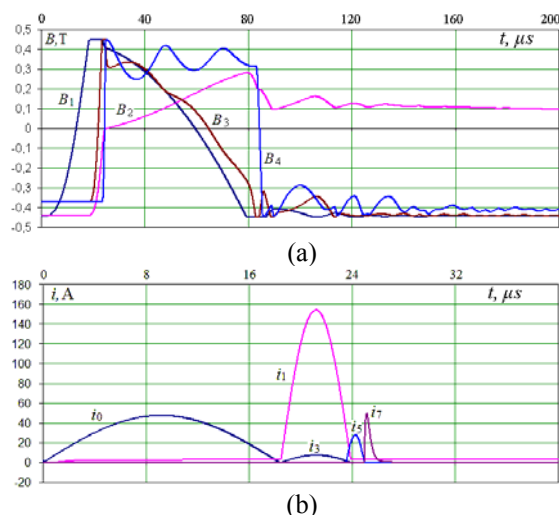 B,T
t, μs
0 40 80 120 160 200
0,5
0,4
0,3
0,2
0,1
0
-0,1
-0,2
-0,3
-0,4
-0,5
B1
B2
B3
B4
(a)
0 8 16 24 32
i, A
t, μs
180
160
140
120
100
80
60
40
20
0
-20
i0
i1
i3
i5
i7
(b)